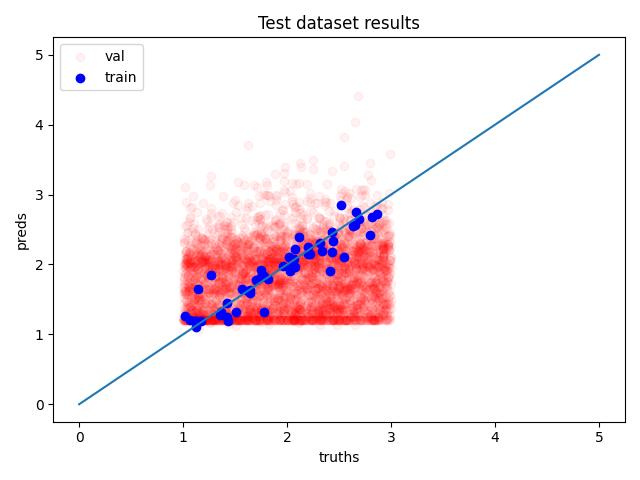 Test dataset results
val
train
5
4
3
2
1
0
preds
0 1 2 3 4 5
truths